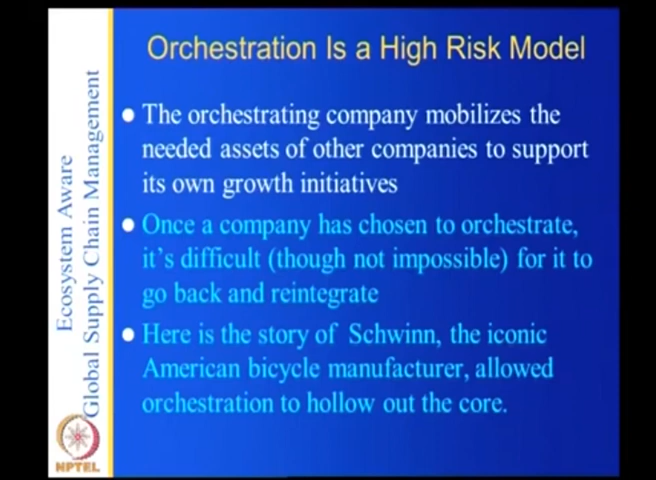 Orchestration Is a High Risk Model
The orchestrating company mobilizes the
needed assets of other companies to support
its own growth initiatives
Once a company has chosen to orchestrate,
it's difficult (though not impossible) for it to
go back and reintegrate
Here is the story of Schwinn, the iconic
American bicycle manufacturer, allowed
orchestration to hollow out the core.
Ecosystem Aware
Global Supply Chain Management
NPTEL